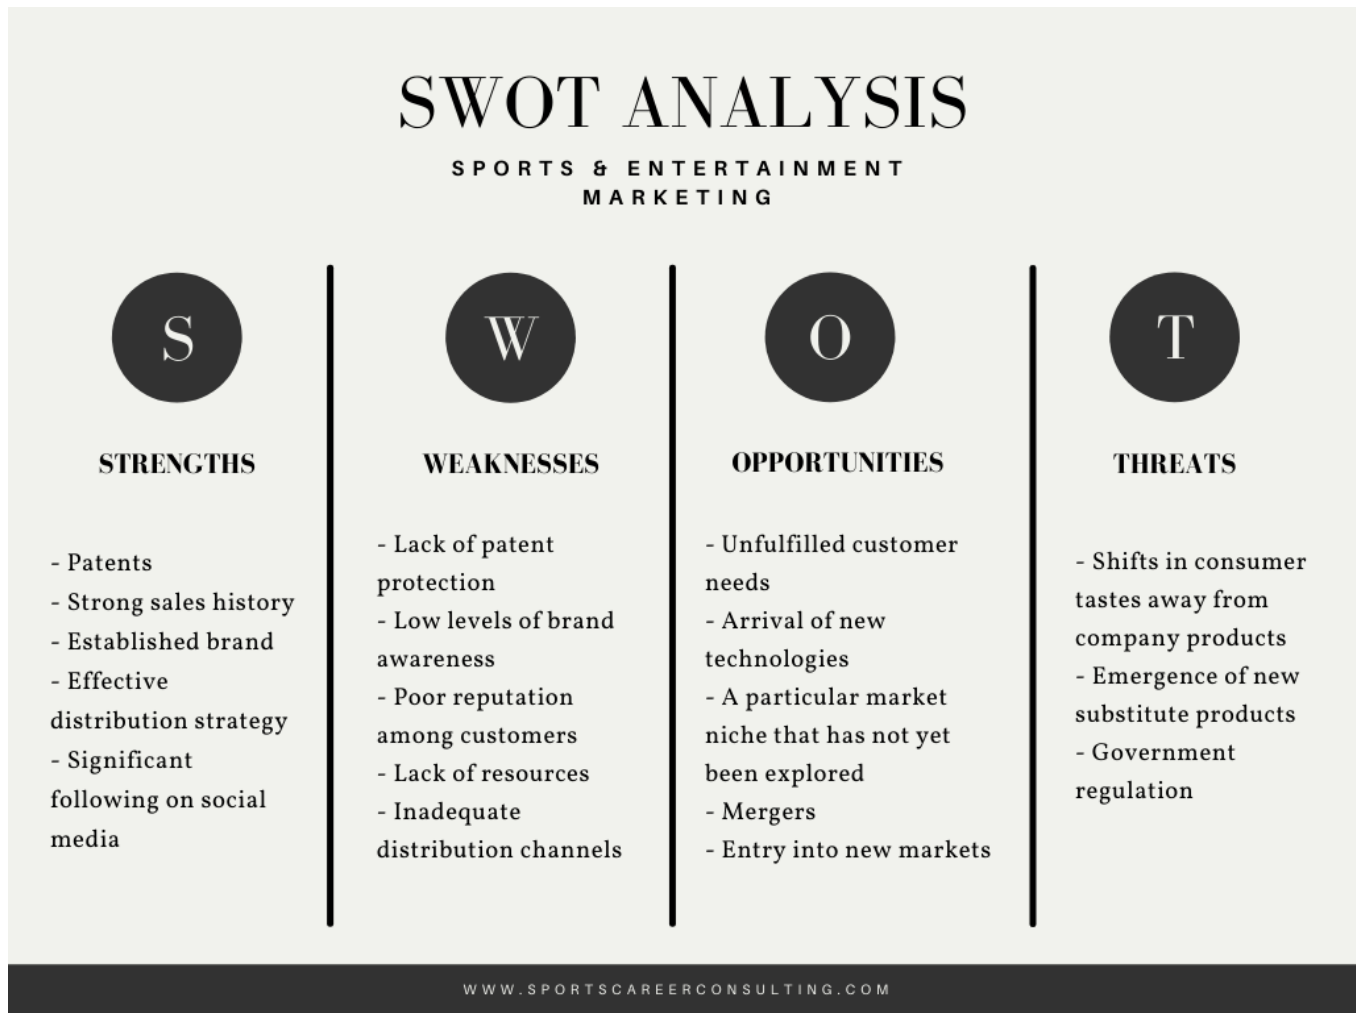 SWOT ANALYSIS
SPORTS & ENTERTAINMENT
MARKETING
S
STRENGTHS
- Patents
- Strong sales history
- Established brand
- Effective
distribution strategy
- Significant
following on social
media
W
WEAKNESSES
- Lack of patent
protection
- Low levels of brand
awareness
- Poor reputation
among customers
- Lack of resources
- Inadequate
distribution channels
O
OPPORTUNITIES
- Unfulfilled customer
needs
- Arrival of new
technologies
- A particular market
niche that has not yet
been explored
- Mergers
- Entry into new markets
T
THREATS
- Shifts in consumer
tastes away from
company products
- Emergence of new
substitute products
- Government
regulation
WWW.SPORTSCAREERCONSULTING.COM